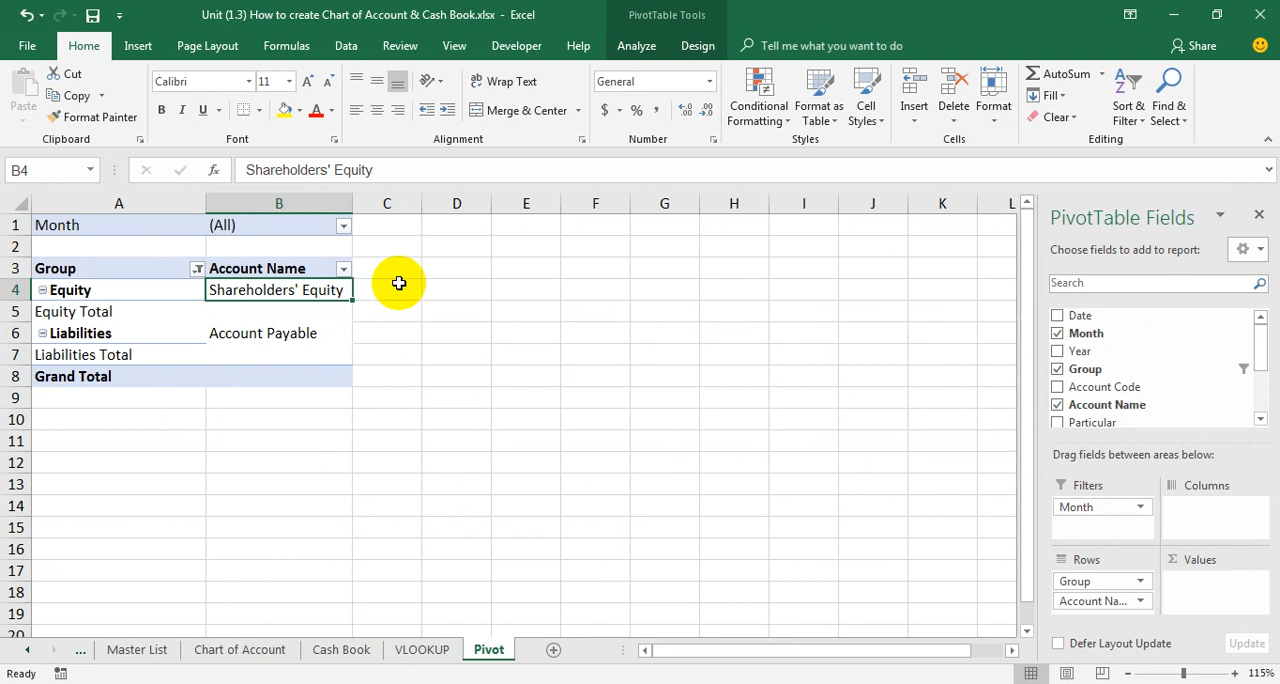 Unit (1.3) How to create Chart of Account & Cash Book.xlsx - Excel
PivotTable Tools
File Home Insert Page Layout Formulas Data Review View Developer Help Analyze Design Tell me what you want to do Share
Paste
Cut
Copy
Format Painter
Clipboard
Calibri 11
B I U
Font
Wrap Text
Merge & Center
Alignment
General
$ % ,
Number
Conditional Formatting
Format as Table
Cell Styles
Styles
Insert Delete Format
Cells
AutoSum
Fill
Clear
Sort & Filter
Find & Select
Editing
B4 fx Shareholders' Equity
A B C D E F G H I J K L
1 Month (All)
2
3 Group Account Name
4 Equity Shareholders' Equity
5 Equity Total
6 Liabilities Account Payable
7 Liabilities Total
8 Grand Total
9
10
11
12
13
14
15
16
17
18
19
20
PivotTable Fields
Choose fields to add to report:
Search
Date
Month
Year
Group
Account Code
Account Name
Particular
Drag fields between areas below:
Filters
Month
Columns
Rows
Group
Account Na...
Σ Values
Defer Layout Update Update
... Master List Chart of Account Cash Book VLOOKUP Pivot
Ready
115%